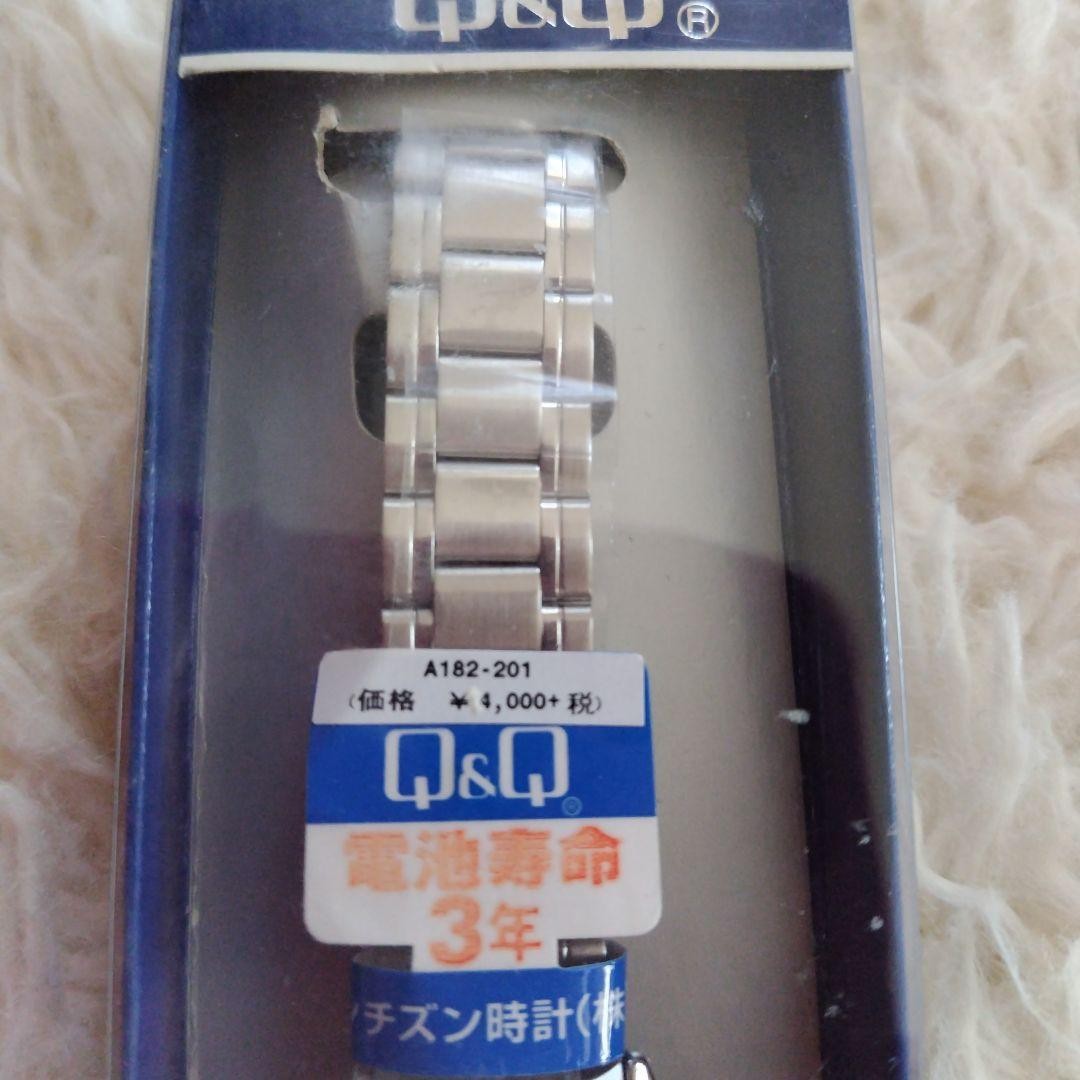 Q&Q®
A182-201
(価格 ¥4,000+税)
Q&Q®
電池寿命
3年
チズン時計(株